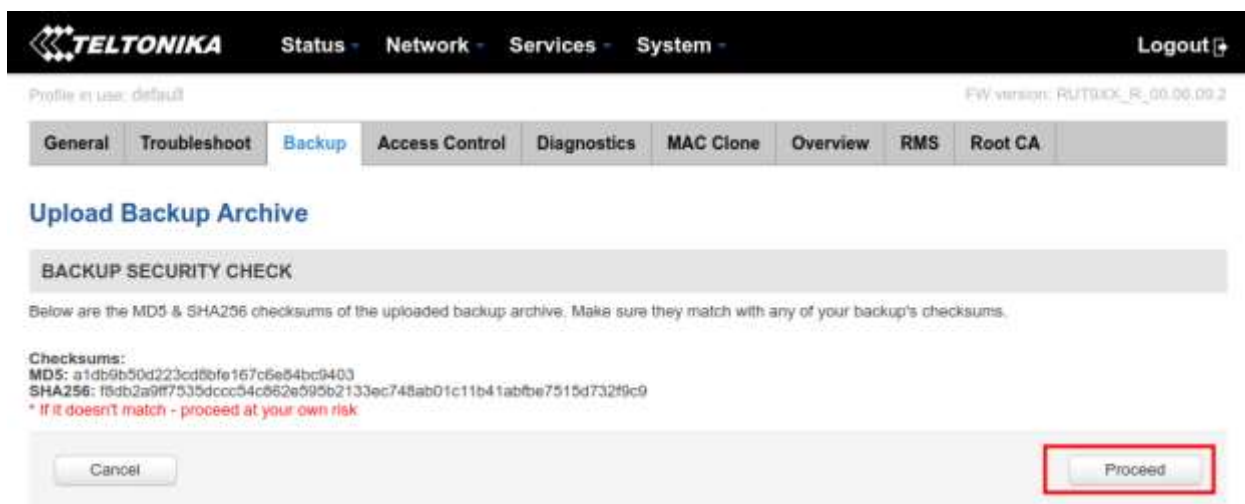 TELTONIKA Status Network Services System Logout
Profile in use: default FW version: RUT9XX_R_00.06.09.2
General Troubleshoot Backup Access Control Diagnostics MAC Clone Overview RMS Root CA
Upload Backup Archive
BACKUP SECURITY CHECK
Below are the MD5 & SHA256 checksums of the uploaded backup archive. Make sure they match with any of your backup's checksums.
Checksums:
MD5: a1db9b50d223cd8bfe167c6e84bc9403
SHA256: f8db2a9ff7535dccc54c862e595b2133ec748ab01c11b41abfbe7515d732f9c9
* If it doesn't match - proceed at your own risk
Cancel Proceed